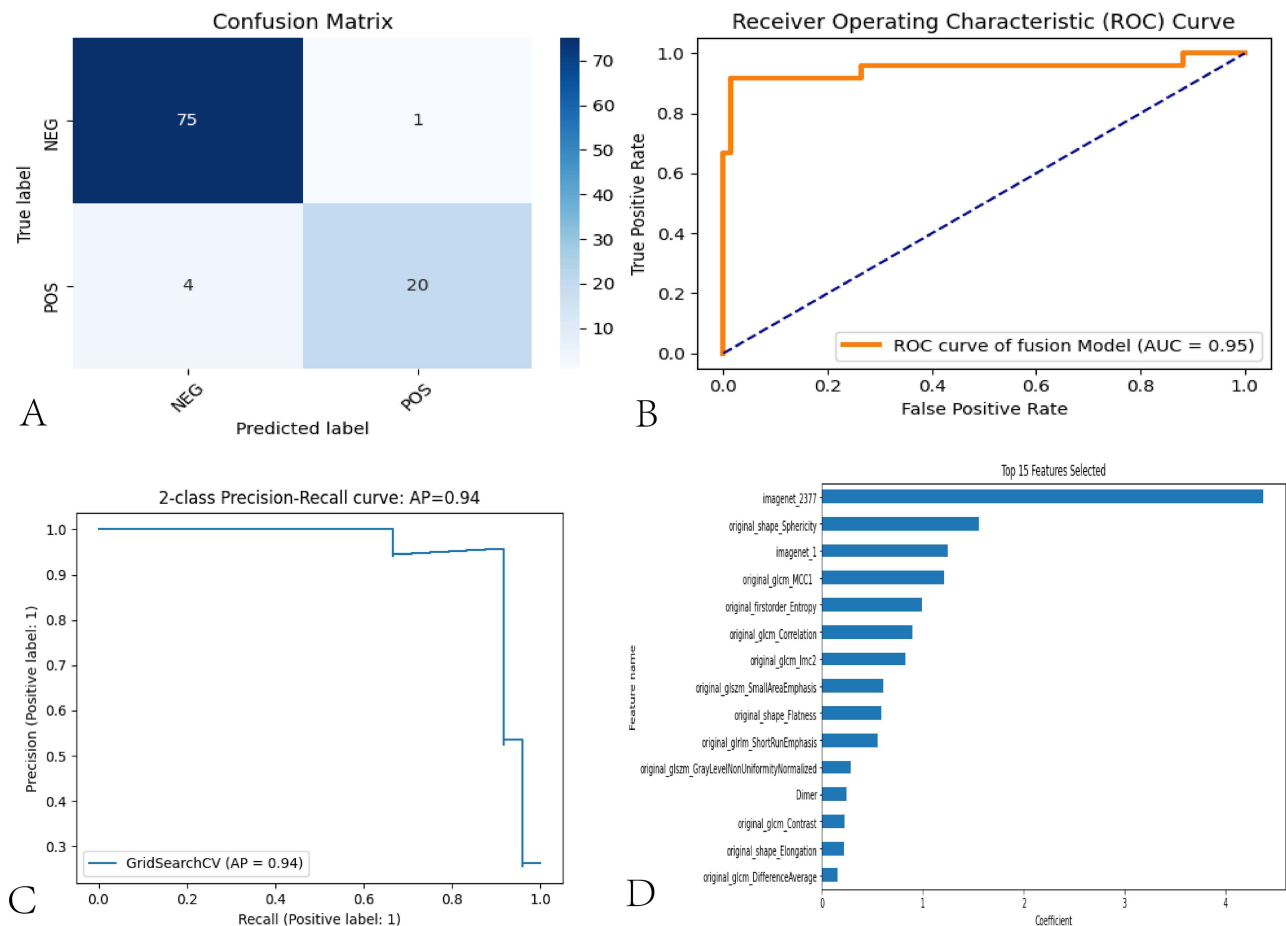 Confusion Matrix
75 1
4 20
NEG
POS
True label
NEG POS
Predicted label
70
60
50
40
30
20
10
A
Receiver Operating Characteristic (ROC) Curve
1.0
0.8
0.6
0.4
0.2
0.0
True Positive Rate
ROC curve of fusion Model (AUC = 0.95)
0.0 0.2 0.4 0.6 0.8 1.0
False Positive Rate
B
2-class Precision-Recall curve: AP=0.94
1.0
0.9
0.8
0.7
0.6
0.5
0.4
0.3
Precision (Positive label: 1)
GridSearchCV (AP = 0.94)
0.0 0.2 0.4 0.6 0.8 1.0
Recall (Positive label: 1)
C
Top 15 Features Selected
Feature name
imagenet_2377
original_shape_Sphericity
imagenet_1
original_glcm_MCC1
original_firstorder_Entropy
original_glcm_Correlation
original_glcm_Imc2
original_glszm_SmallAreaEmphasis
original_shape_Flatness
original_glrlm_ShortRunEmphasis
original_glszm_GrayLevelNonUniformityNormalized
Dimer
original_glcm_Contrast
original_shape_Elongation
original_glcm_DifferenceAverage
0 1 2 3 4
Coefficient
D